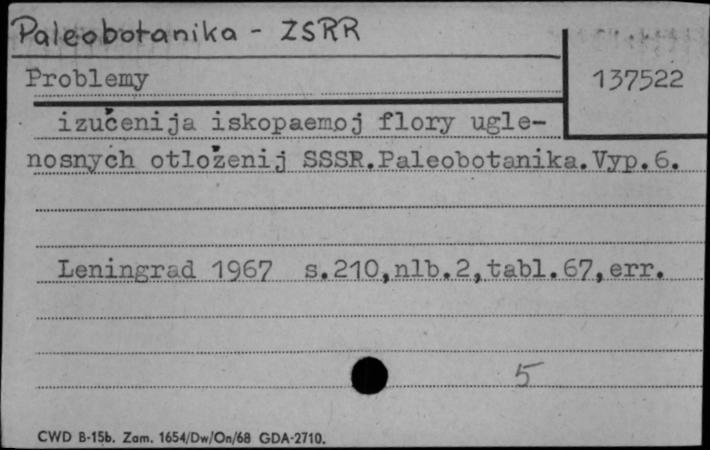 Paleobotanika - ZSRR
Problemy
137522
izučenija iskopaemoj flory ugle-
nosnych otloženij SSSR.Paleobotanika.Vyp.6.
Leningrad 1967 s.210,nlb.2,tabl.67,err.
5
CWD B-15b. Zam. 1654/Dw/On/68 GDA-2710.